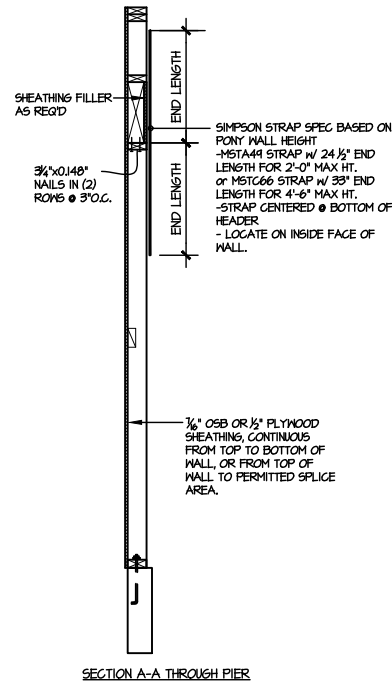 SHEATHING FILLER
AS REQ'D
END LENGTH
END LENGTH
3¼"x0.148"
NAILS IN (2)
ROWS @ 3"O.C.
SIMPSON STRAP SPEC BASED ON
PONY WALL HEIGHT
-MSTA49 STRAP W/ 24 ½" END
LENGTH FOR 2'-0" MAX HT.
or MSTC66 STRAP W/ 33" END
LENGTH FOR 4'-6" MAX HT.
-STRAP CENTERED @ BOTTOM OF
HEADER
- LOCATE ON INSIDE FACE OF
WALL.
7/16" OSB OR ½" PLYWOOD
SHEATHING, CONTINUOUS
FROM TOP TO BOTTOM OF
WALL, OR FROM TOP OF
WALL TO PERMITTED SPLICE
AREA.
SECTION A-A THROUGH PIER